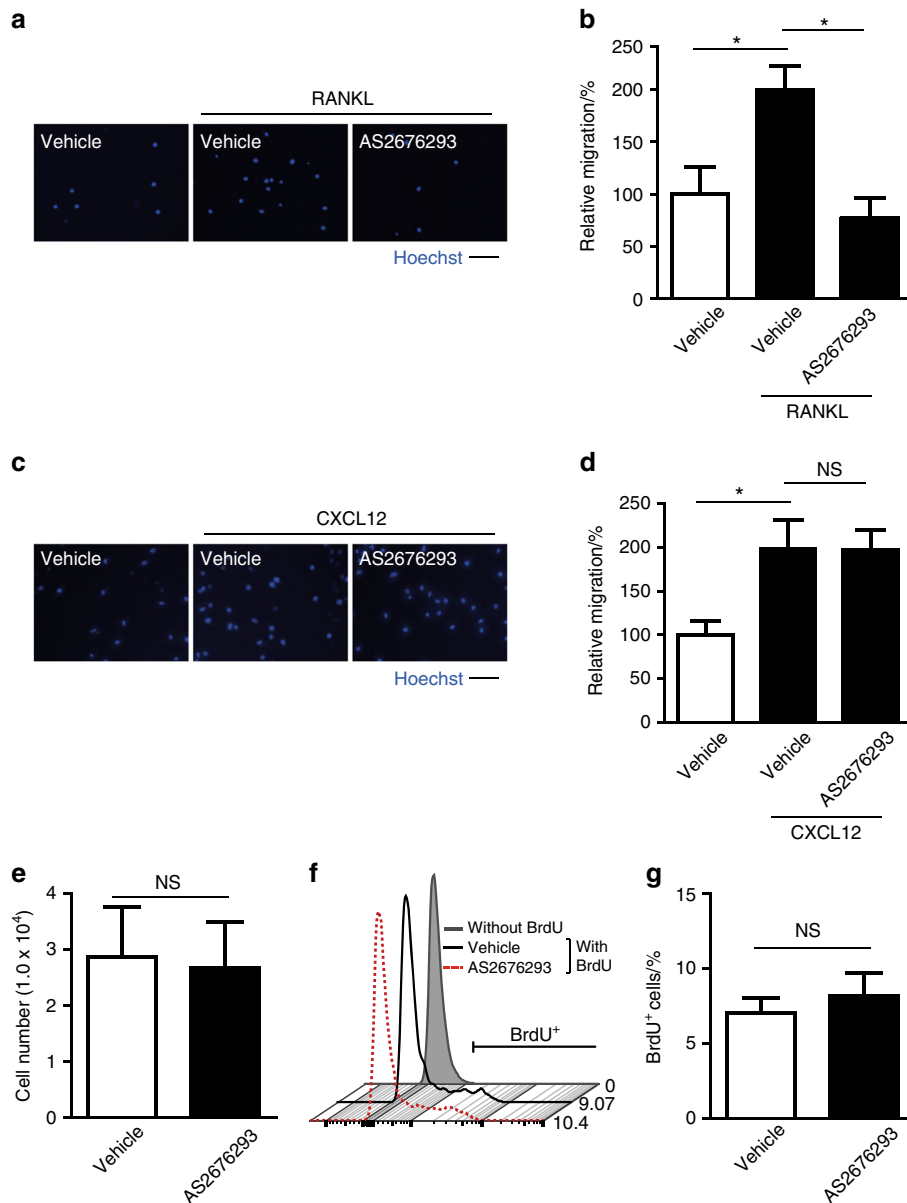 a
RANKL
Vehicle
Vehicle
AS2676293
Hoechst
b
*
*
Relative migration/%
250
200
150
100
50
0
Vehicle
Vehicle
AS2676293
RANKL
c
CXCL12
Vehicle
Vehicle
AS2676293
Hoechst
d
NS
*
Relative migration/%
250
200
150
100
50
0
Vehicle
Vehicle
AS2676293
CXCL12
e
NS
Cell number (1.0 x 10⁴)
4
3
2
1
0
Vehicle
AS2676293
f
Without BrdU
Vehicle
AS2676293
With
BrdU
BrdU⁺
0
9.07
10.4
g
NS
BrdU⁺ cells/%
15
10
5
0
Vehicle
AS2676293